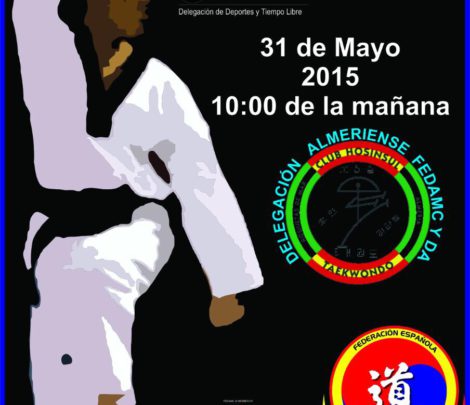 Delegación de Deportes y Tiempo Libre
31 de Mayo
2015
10:00 de la mañana
DELEGACIÓN ALMERIENSE FEDAMC Y DA
CLUB HOSINSUL
TAEKWONDO
FEDERACIÓN ESPAÑOLA
道